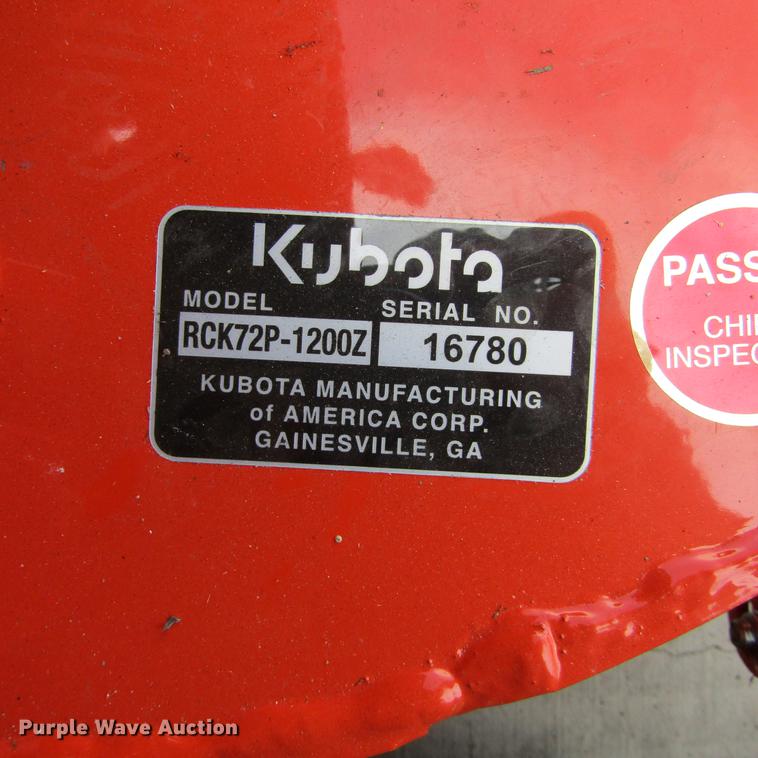 Kubota
MODEL SERIAL NO.
RCK72P-1200Z 16780
KUBOTA MANUFACTURING
of AMERICA CORP.
GAINESVILLE, GA
PASS
Purple Wave Auction